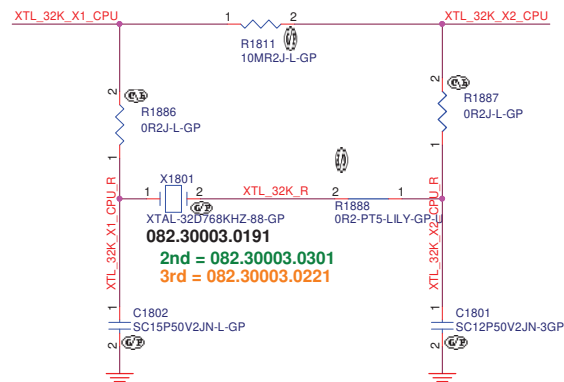 XTL_32K_X1_CPU
XTL_32K_X2_CPU
1
2
R1811
10MR2J-L-GP
2
R1886
0R2J-L-GP
1
2
R1887
0R2J-L-GP
1
X1801
1
2
XTL_32K_R
2
1
R1888
0R2-PT5-LILY-GP-U
XTAL-32D768KHZ-88-GP
082.30003.0191
2nd = 082.30003.0301
3rd = 082.30003.0221
XTL_32K_X1_CPU_R
XTL_32K_X2_CPU_R
1
C1802
SC15P50V2JN-L-GP
2
1
C1801
SC12P50V2JN-3GP
2